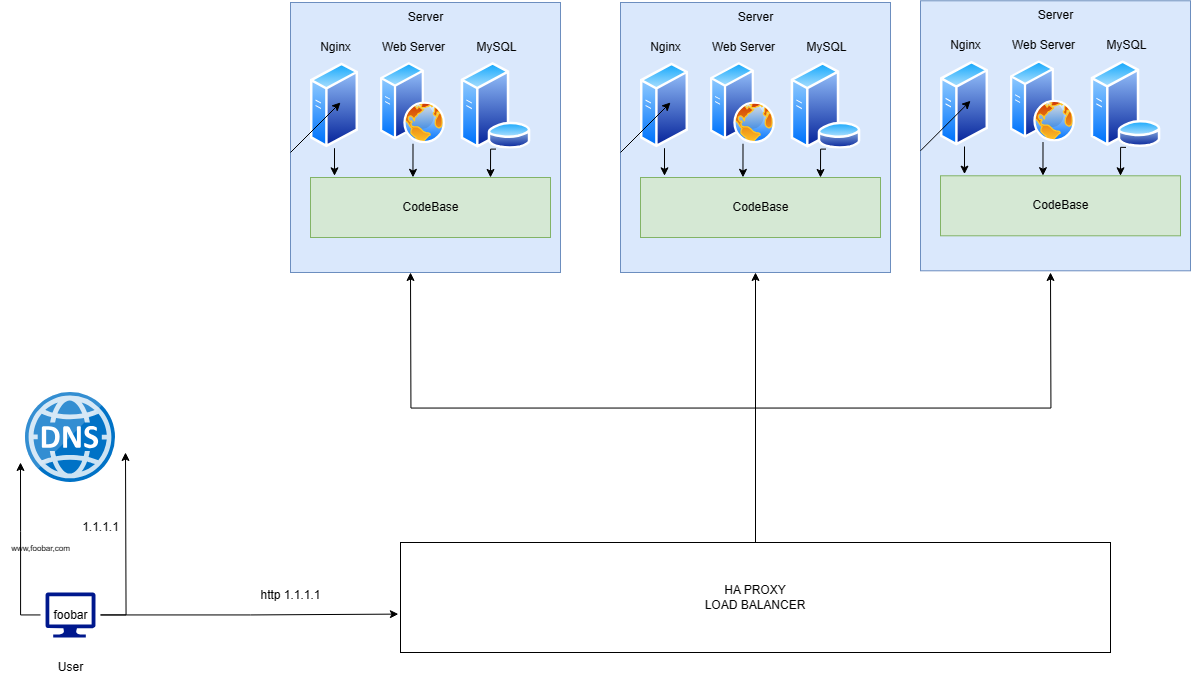 Server
Nginx
Web Server
MySQL
CodeBase
Server
Nginx
Web Server
MySQL
CodeBase
Server
Nginx
Web Server
MySQL
CodeBase
DNS
1.1.1.1
www,foobar,com
foobar
User
http 1.1.1.1
HA PROXY
LOAD BALANCER